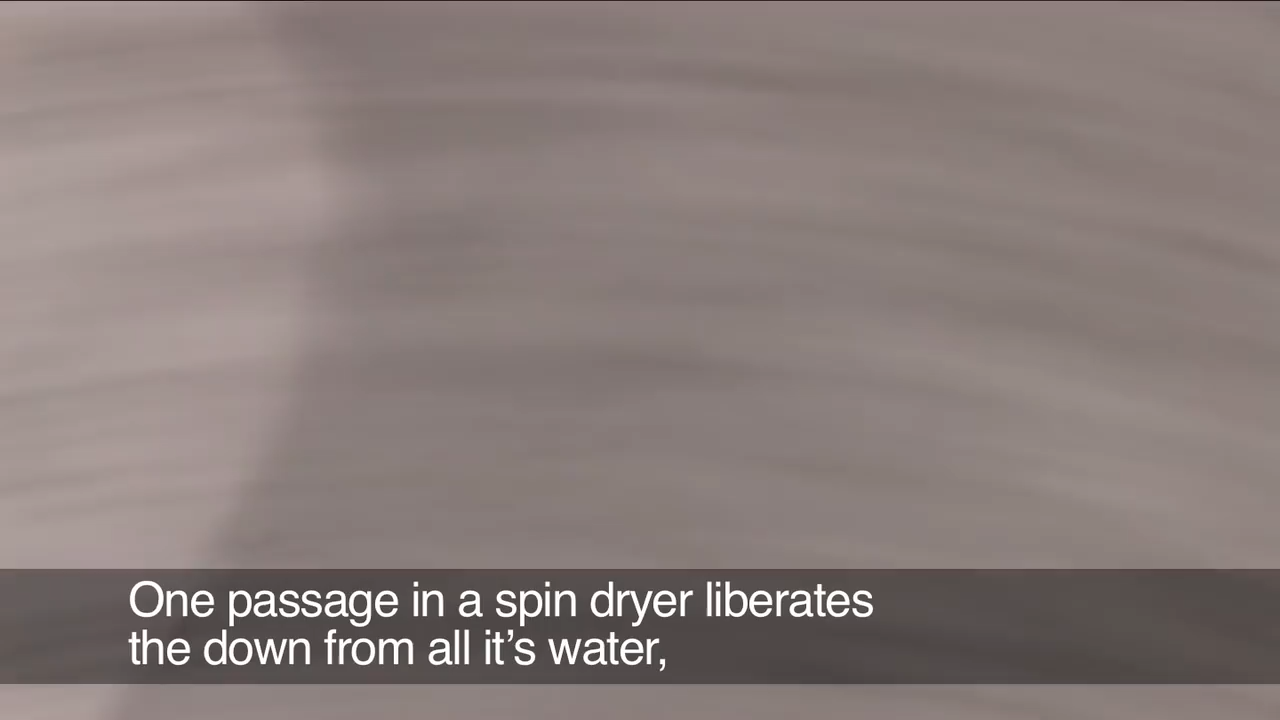 One passage in a spin dryer liberates
the down from all it’s water,